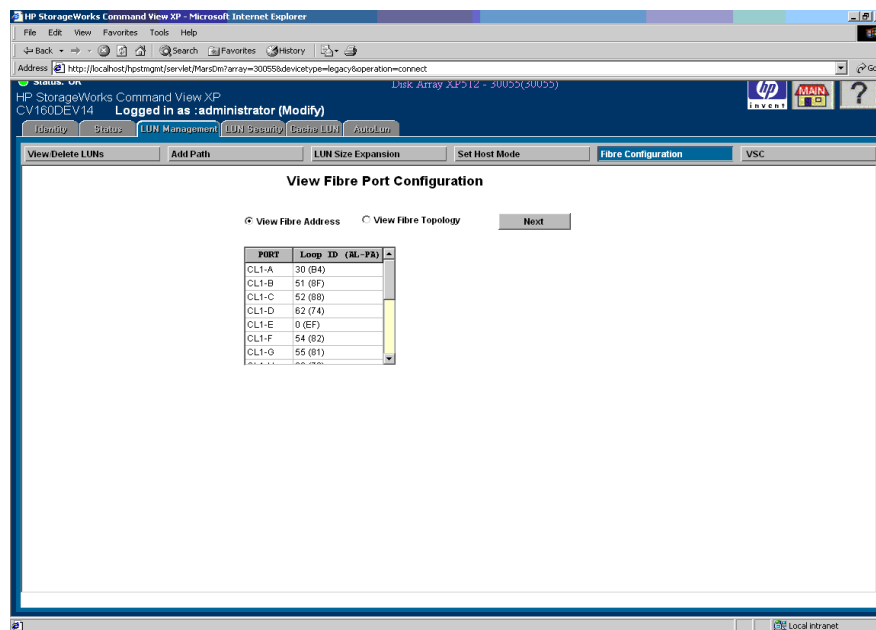 HP StorageWorks Command View XP - Microsoft Internet Explorer
File Edit View Favorites Tools Help
Back Search Favorites History
Address http://localhost/hpstmgmt/servlet/MarsDm?array=30055&devicetype=legacy&operation=connect Go
Status: OK
Disk Array XP512 - 30055(30055)
HP StorageWorks Command View XP
CV160DEV14 Logged in as :administrator (Modify)
hp invent MAIN ?
Identity Status LUN Management LUN Security Cache LUN AutoLun
View/Delete LUNs Add Path LUN Size Expansion Set Host Mode Fibre Configuration VSC
View Fibre Port Configuration
View Fibre Address View Fibre Topology Next
PORT Loop ID (AL-PA)
CL1-A 30 (B4)
CL1-B 51 (8F)
CL1-C 52 (88)
CL1-D 62 (74)
CL1-E 0 (EF)
CL1-F 54 (82)
CL1-G 55 (81)
Local intranet